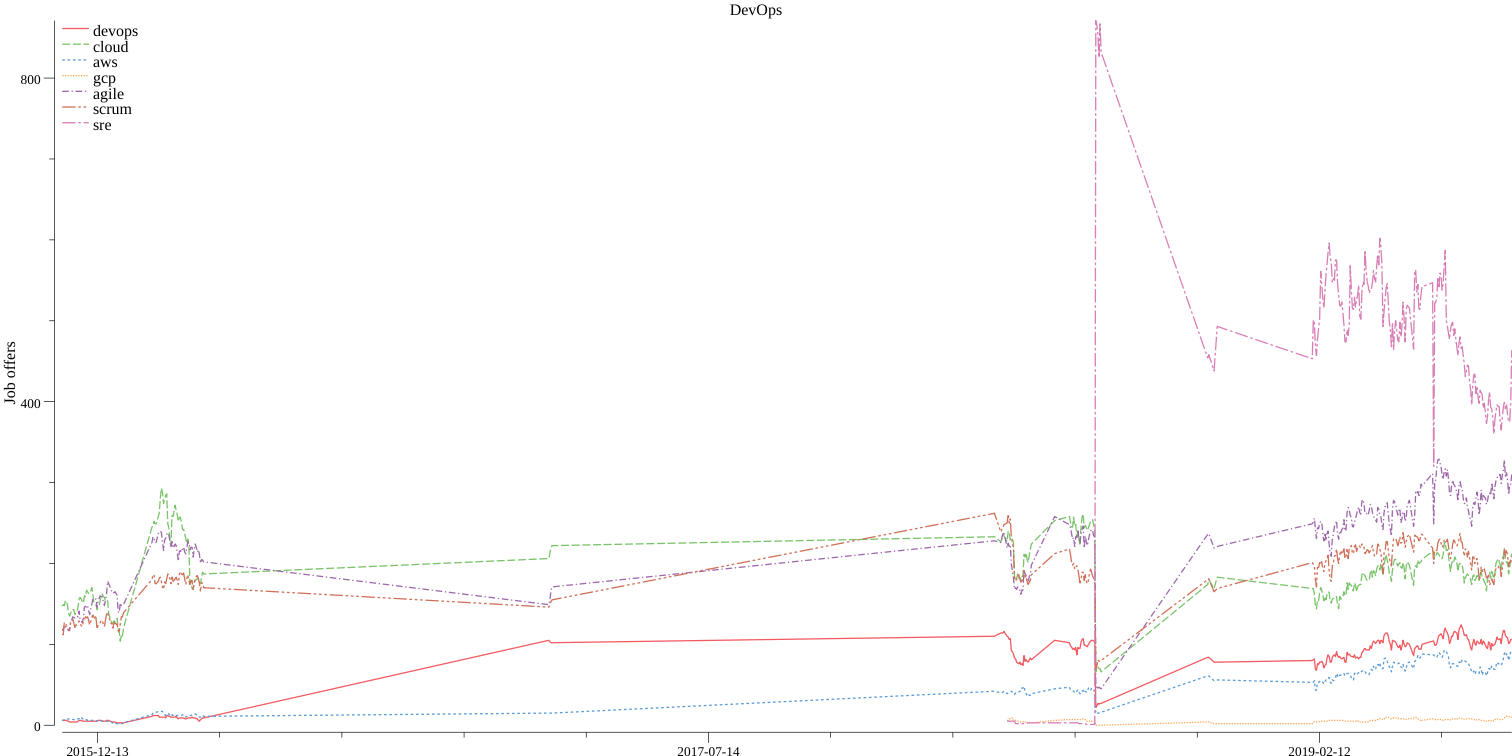 DevOps
devops
cloud
aws
gcp
agile
scrum
sre
800
400
0
Job offers
2015-12-13
2017-07-14
2019-02-12